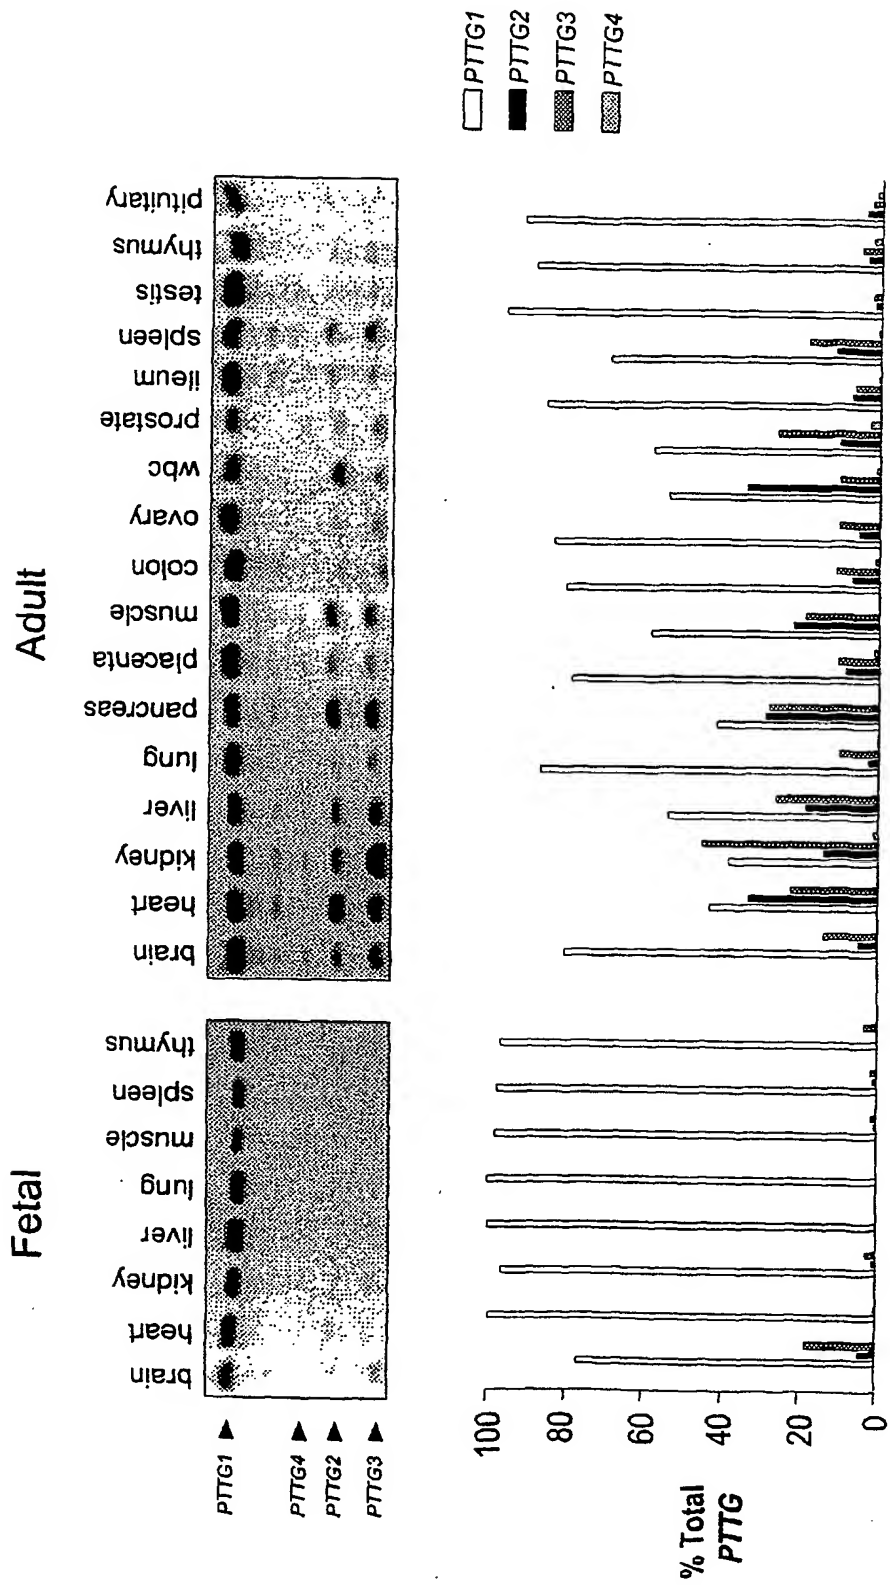 Fetal
Adult
brain
heart
kidney
liver
lung
muscle
spleen
thymus
brain
heart
kidney
liver
lung
pancreas
placenta
muscle
colon
ovary
wbc
prostate
ileum
spleen
testis
thymus
pituitary
PTTG1
PTTG4
PTTG2
PTTG3
% Total
PTTG
100
80
60
40
20
0
PTTG1
PTTG2
PTTG3
PTTG4